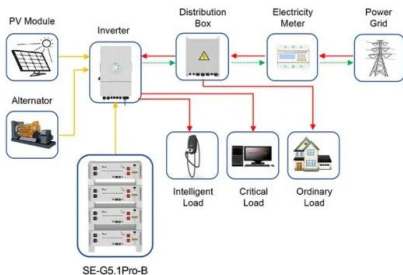 PV Module
Inverter
Distribution
Box
Electricity
Meter
Power
Grid
Alternator
Intelligent
Load
Critical
Load
Ordinary
Load
SE-G5.1Pro-B